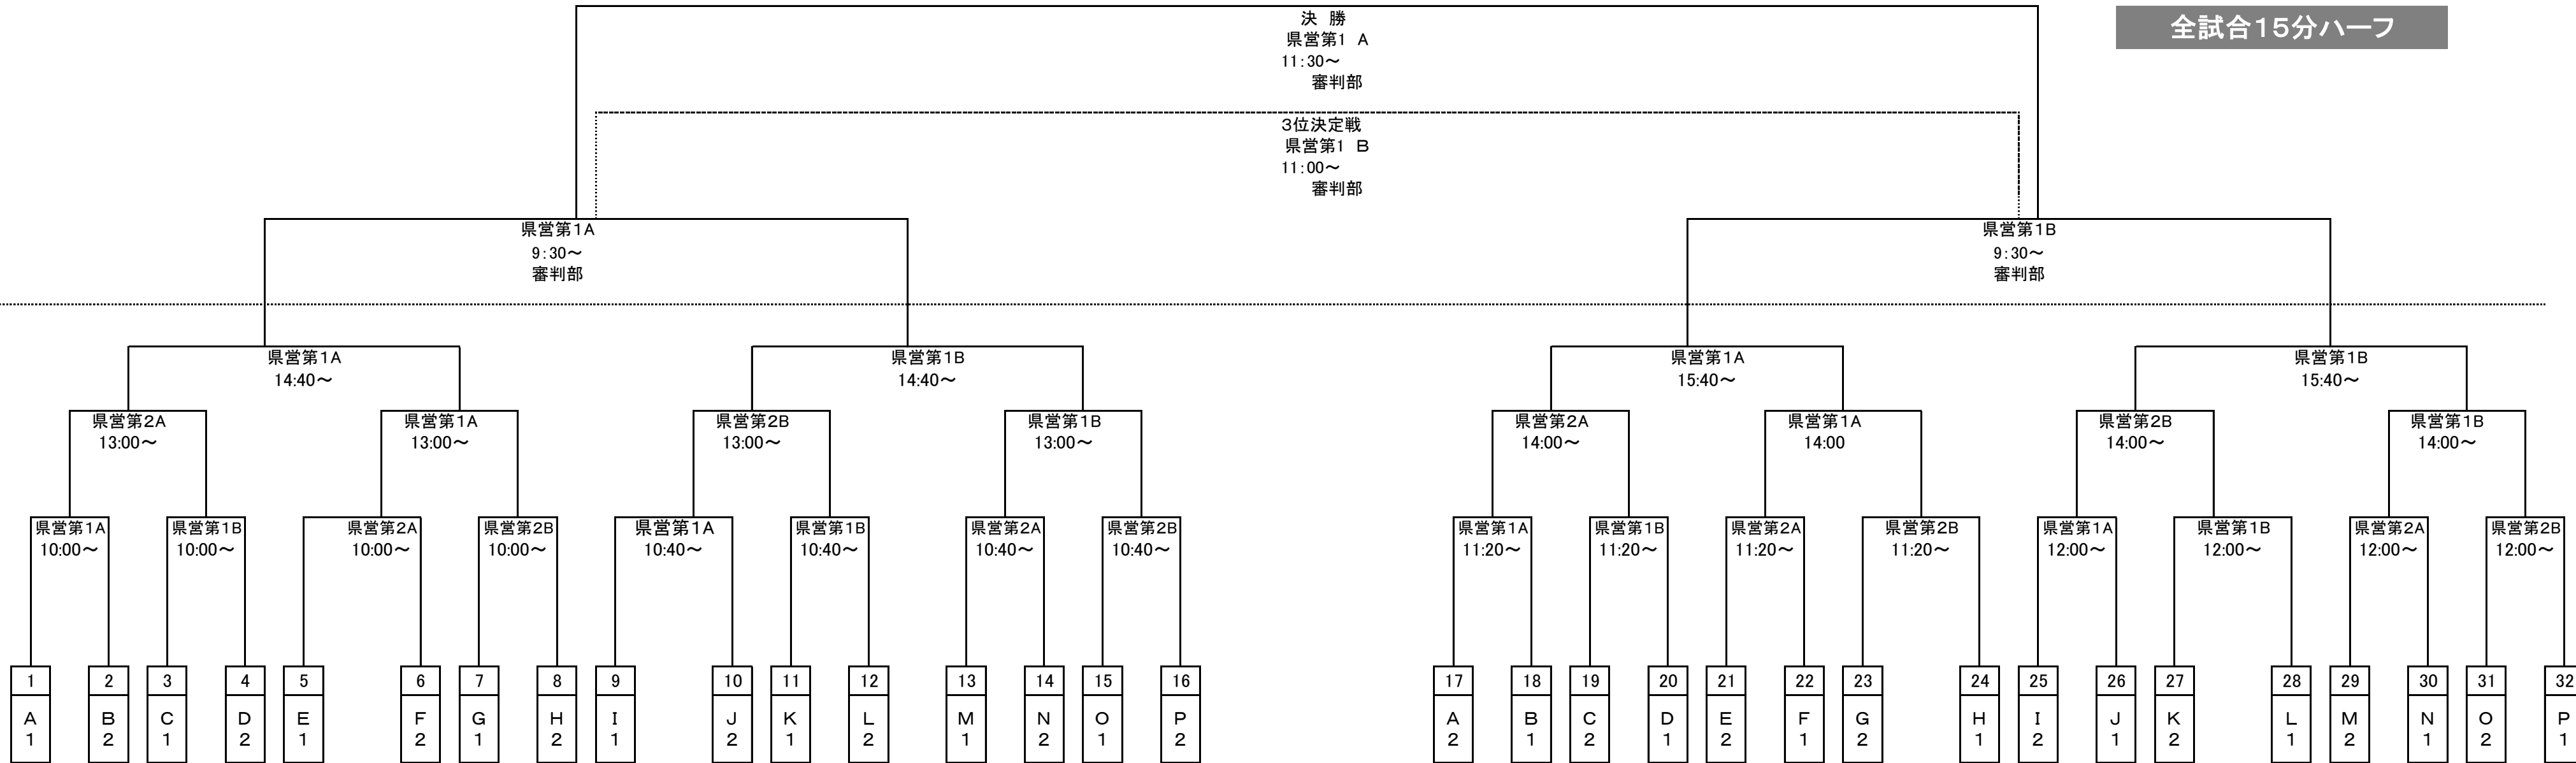 決　勝
県営第1　A
11:30～
審判部
全試合15分ハーフ
3位決定戦
県営第1　B
11:00～
審判部
県営第1A
9:30～
審判部
県営第1B
9:30～
審判部
県営第1A
14:40～
県営第1B
14:40～
県営第1A
15:40～
県営第1B
15:40～
県営第2A
13:00～
県営第1A
13:00～
県営第2B
13:00～
県営第1B
13:00～
県営第2A
14:00～
県営第1A
14:00
県営第2B
14:00～
県営第1B
14:00～
県営第1A
10:00～
県営第1B
10:00～
県営第2A
10:00～
県営第2B
10:00～
県営第1A
10:40～
県営第1B
10:40～
県営第2A
10:40～
県営第2B
10:40～
県営第1A
11:20～
県営第1B
11:20～
県営第2A
11:20～
県営第2B
11:20～
県営第1A
12:00～
県営第1B
12:00～
県営第2A
12:00～
県営第2B
12:00～
1 2 3 4 5 6 7 8 9 10 11 12 13 14 15 16 17 18 19 20 21 22 23 24 25 26 27 28 29 30 31 32
A1 B2 C1 D2 E1 F2 G1 H2 I1 J2 K1 L2 M1 N2 O1 P2 A2 B1 C2 D1 E2 F1 G2 H1 I2 J1 K2 L1 M2 N1 O2 P1